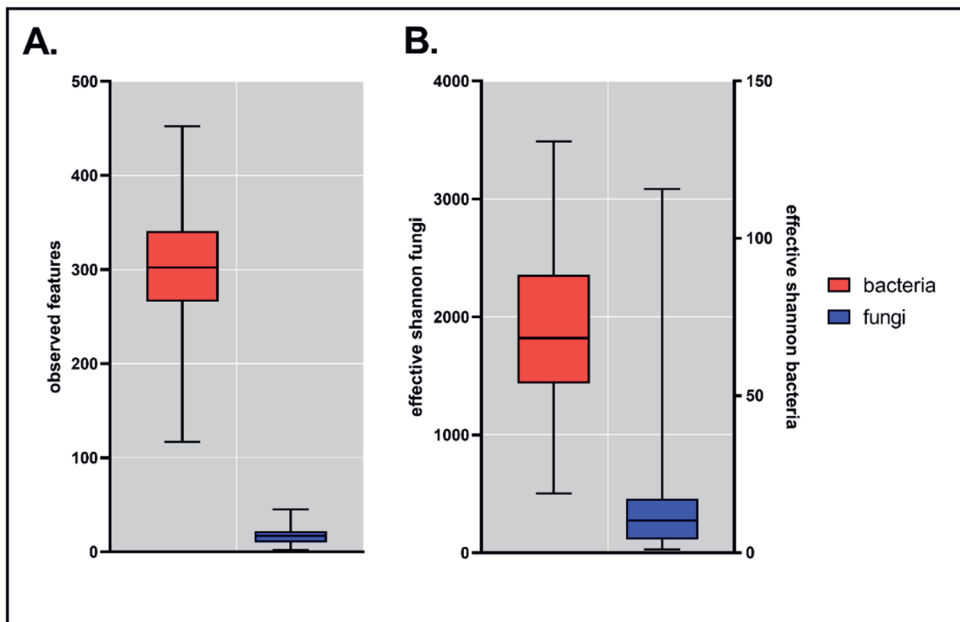 A.
observed features
500
400
300
200
100
0
B.
effective shannon fungi
4000
3000
2000
1000
0
150
100
50
0
effective shannon bacteria
bacteria
fungi